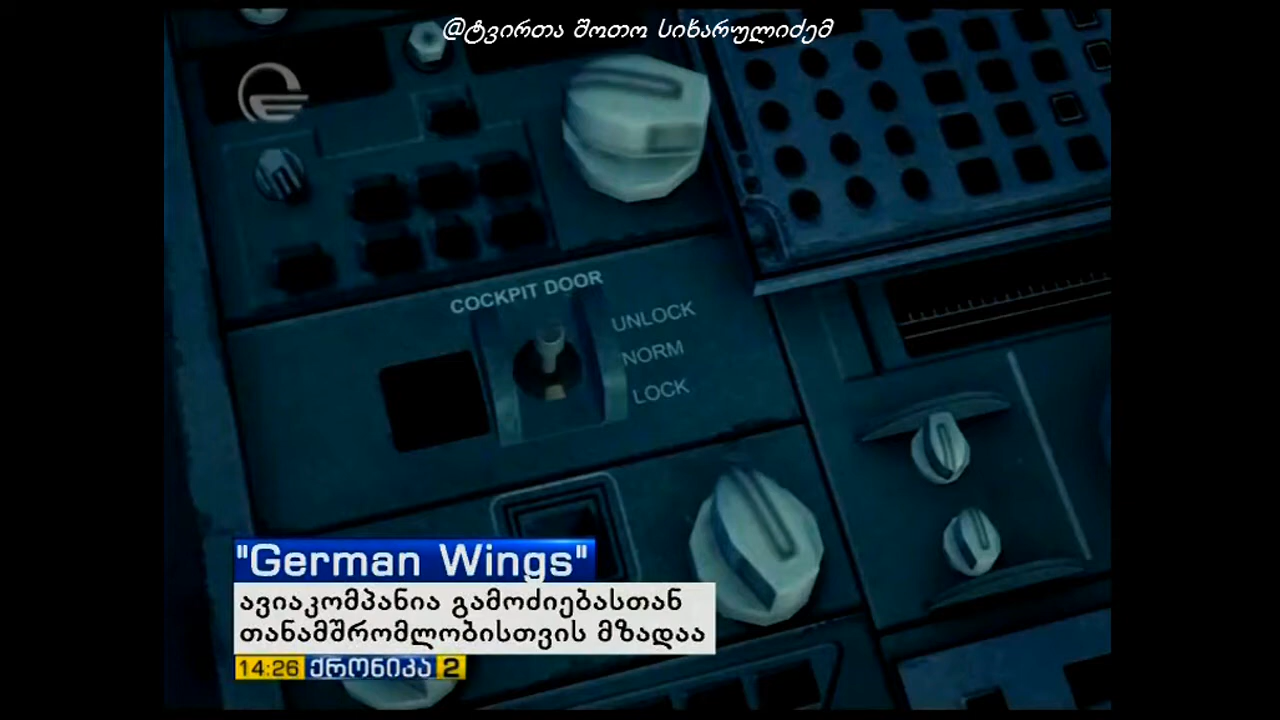 @ტვირთა შოთო სიხარულიძემ
COCKPIT DOOR
UNLOCK
NORM
LOCK
"German Wings"
ავიაკომპანია გამოძიებასთან
თანამშრომლობისთვის მზადაა
14:26 ქრონიკა 2